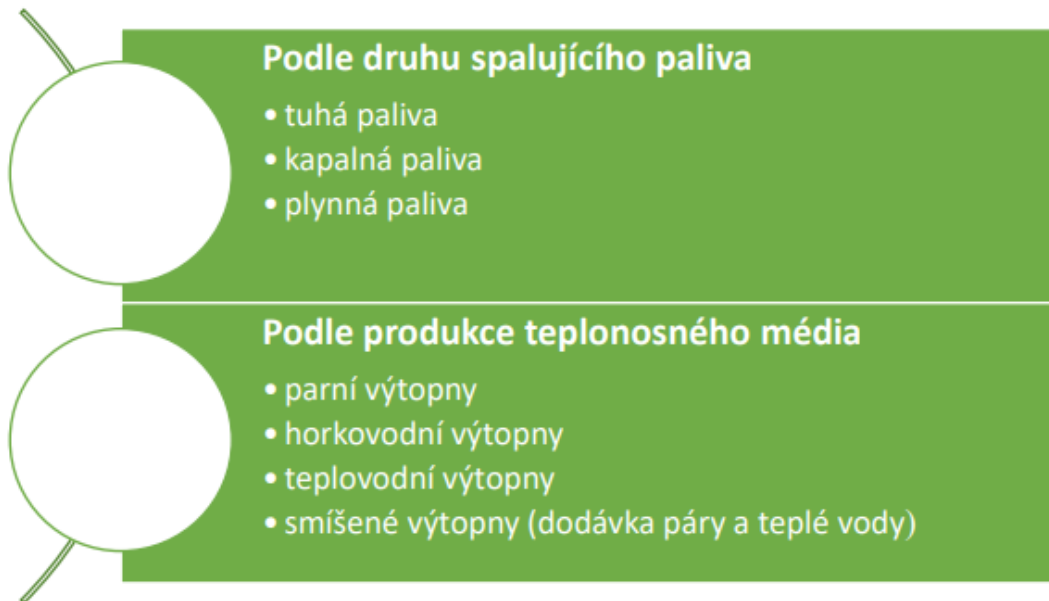 Podle druhu spalujícího paliva
• tuhá paliva
• kapalná paliva
• plynná paliva
Podle produkce teplonosného média
• parní výtopny
• horkovodní výtopny
• teplovodní výtopny
• smíšené výtopny (dodávka páry a teplé vody)